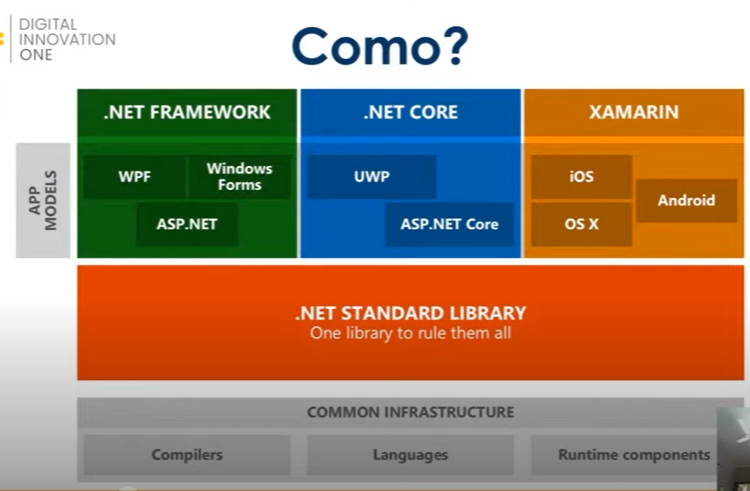 DIGITAL
INNOVATION
ONE
Como?
.NET FRAMEWORK
.NET CORE
XAMARIN
APP
MODELS
WPF
Windows
Forms
ASP.NET
UWP
ASP.NET Core
iOS
OS X
Android
.NET STANDARD LIBRARY
One library to rule them all
COMMON INFRASTRUCTURE
Compilers
Languages
Runtime components